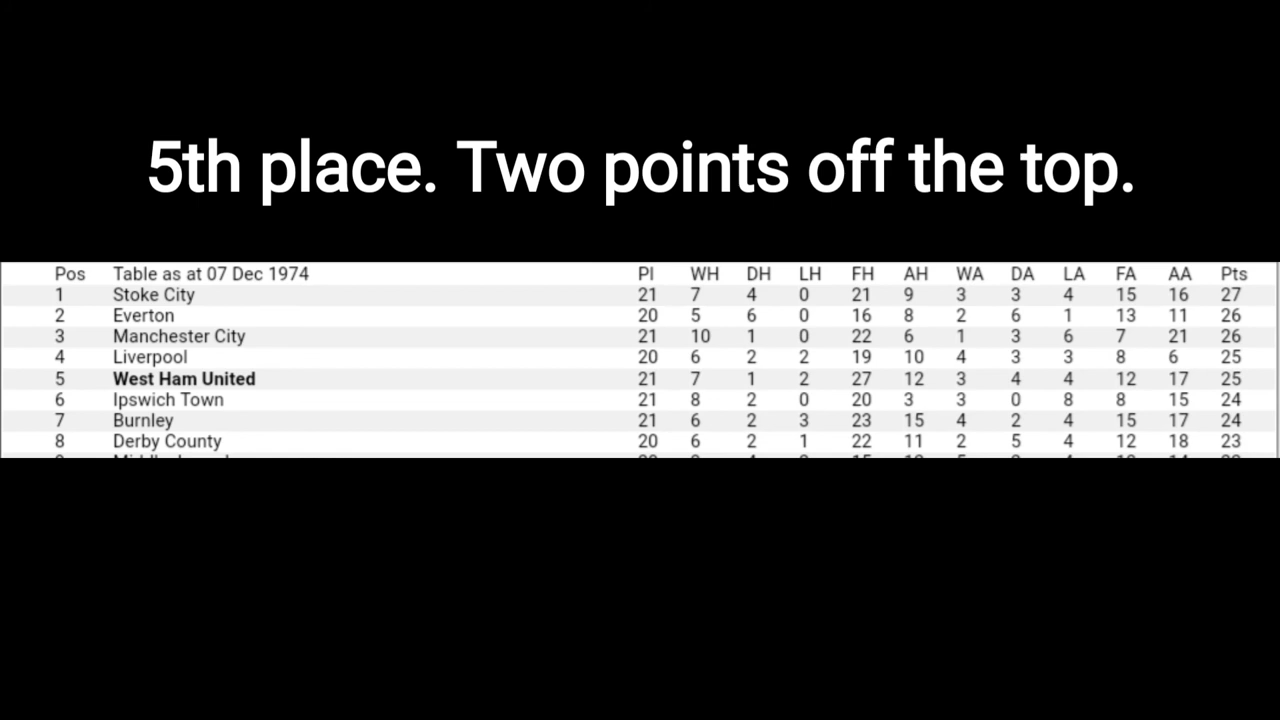 5th place. Two points off the top.
Pos Table as at 07 Dec 1974 Pl WH DH LH FH AH WA DA LA FA AA Pts
1 Stoke City 21 7 4 0 21 9 3 3 4 15 16 27
2 Everton 20 5 6 0 16 8 2 6 1 13 11 26
3 Manchester City 21 10 1 0 22 6 1 3 6 7 21 26
4 Liverpool 20 6 2 2 19 10 4 3 3 8 6 25
5 West Ham United 21 7 1 2 27 12 3 4 4 12 17 25
6 Ipswich Town 21 8 2 0 20 3 3 0 8 8 15 24
7 Burnley 21 6 2 3 23 15 4 2 4 15 17 24
8 Derby County 20 6 2 1 22 11 2 5 4 12 18 23